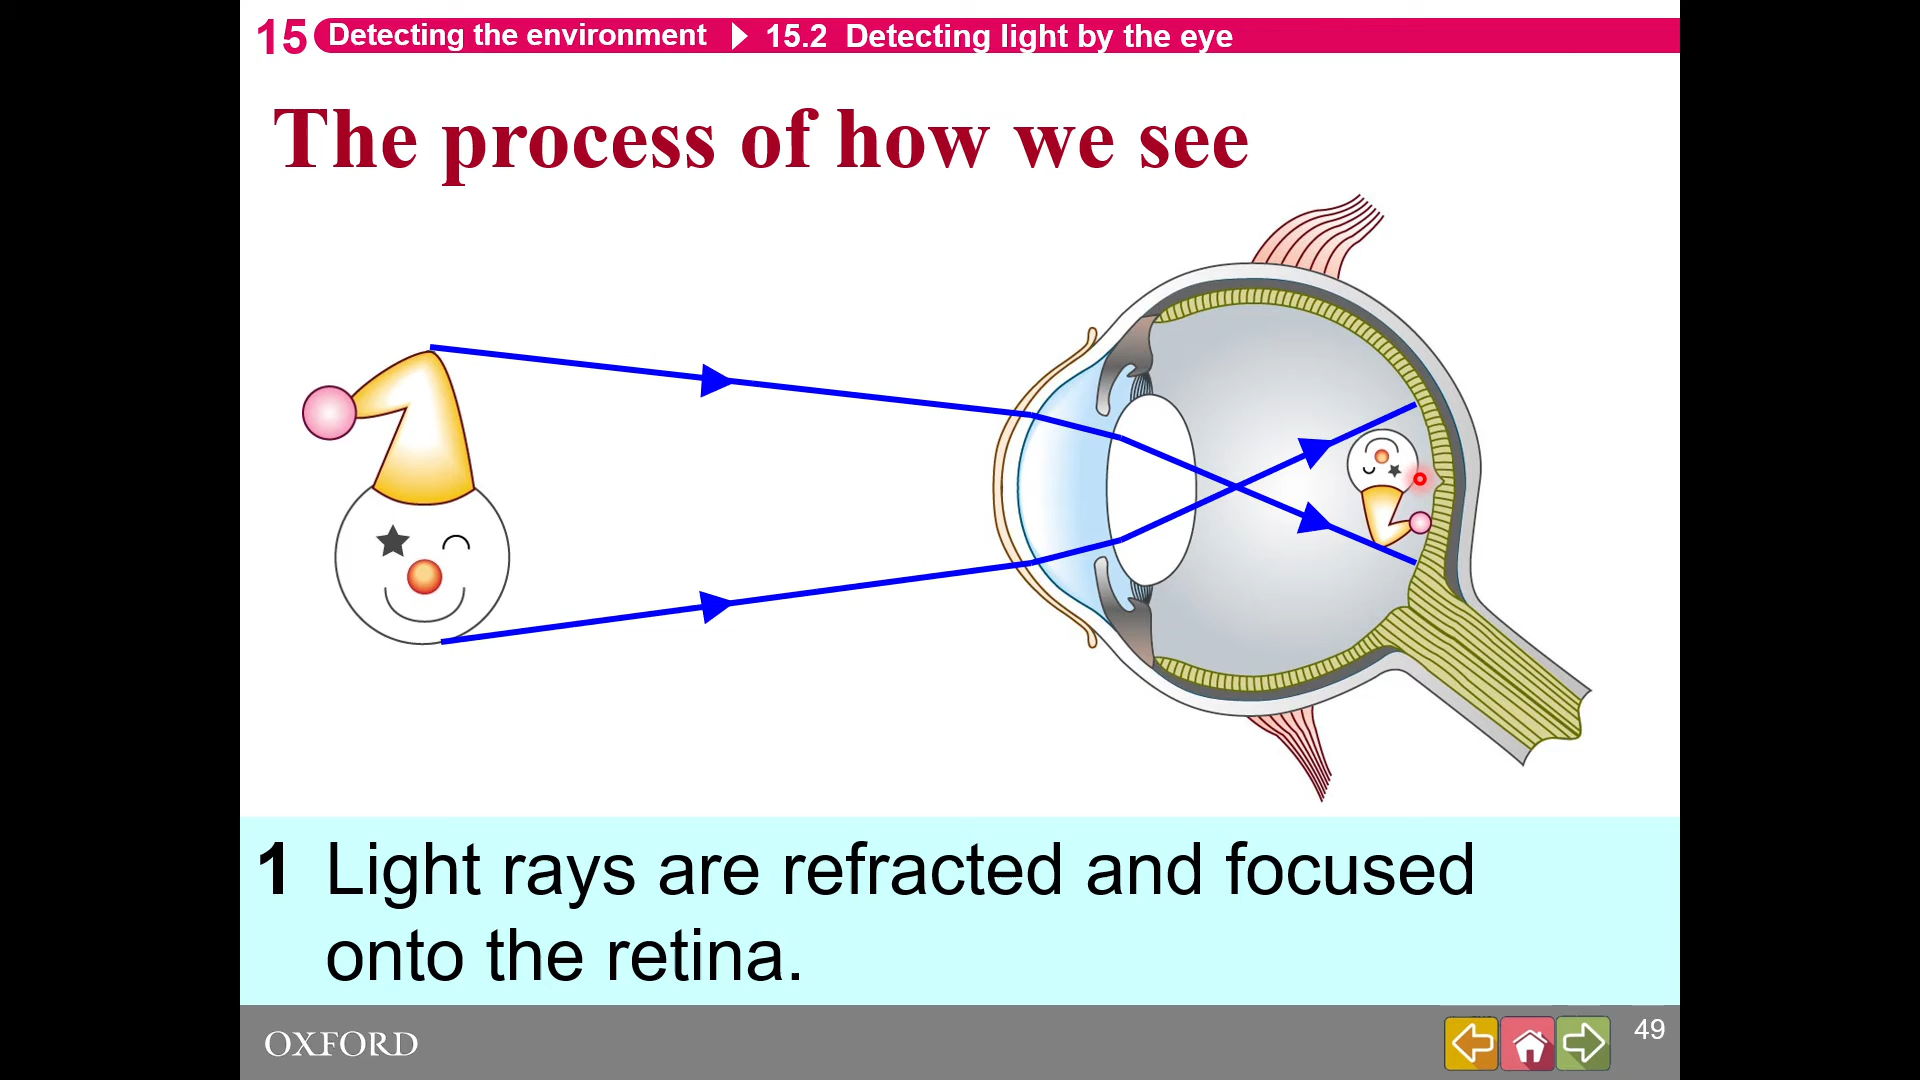 15 Detecting the environment 15.2 Detecting light by the eye
The process of how we see
1 Light rays are refracted and focused
onto the retina.
OXFORD
49